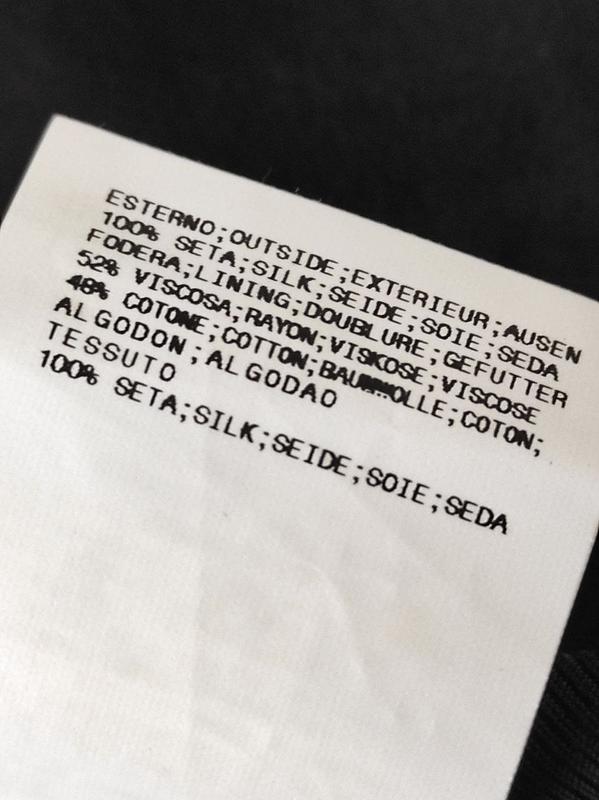 ESTERNO;OUTSIDE;EXTERIEUR;AUSEN
100% SETA;SILK;SEIDE;SOIE;SEDA
FODERA;LINING;DOUBLURE;GEFUTTER
52% VISCOSA;RAYON;VISKOSE;VISCOSE
48% COTONE;COTTON;BAUMWOLLE;COTON;
ALGODON;ALGODAO
TESSUTO
100% SETA;SILK;SEIDE;SOIE;SEDA